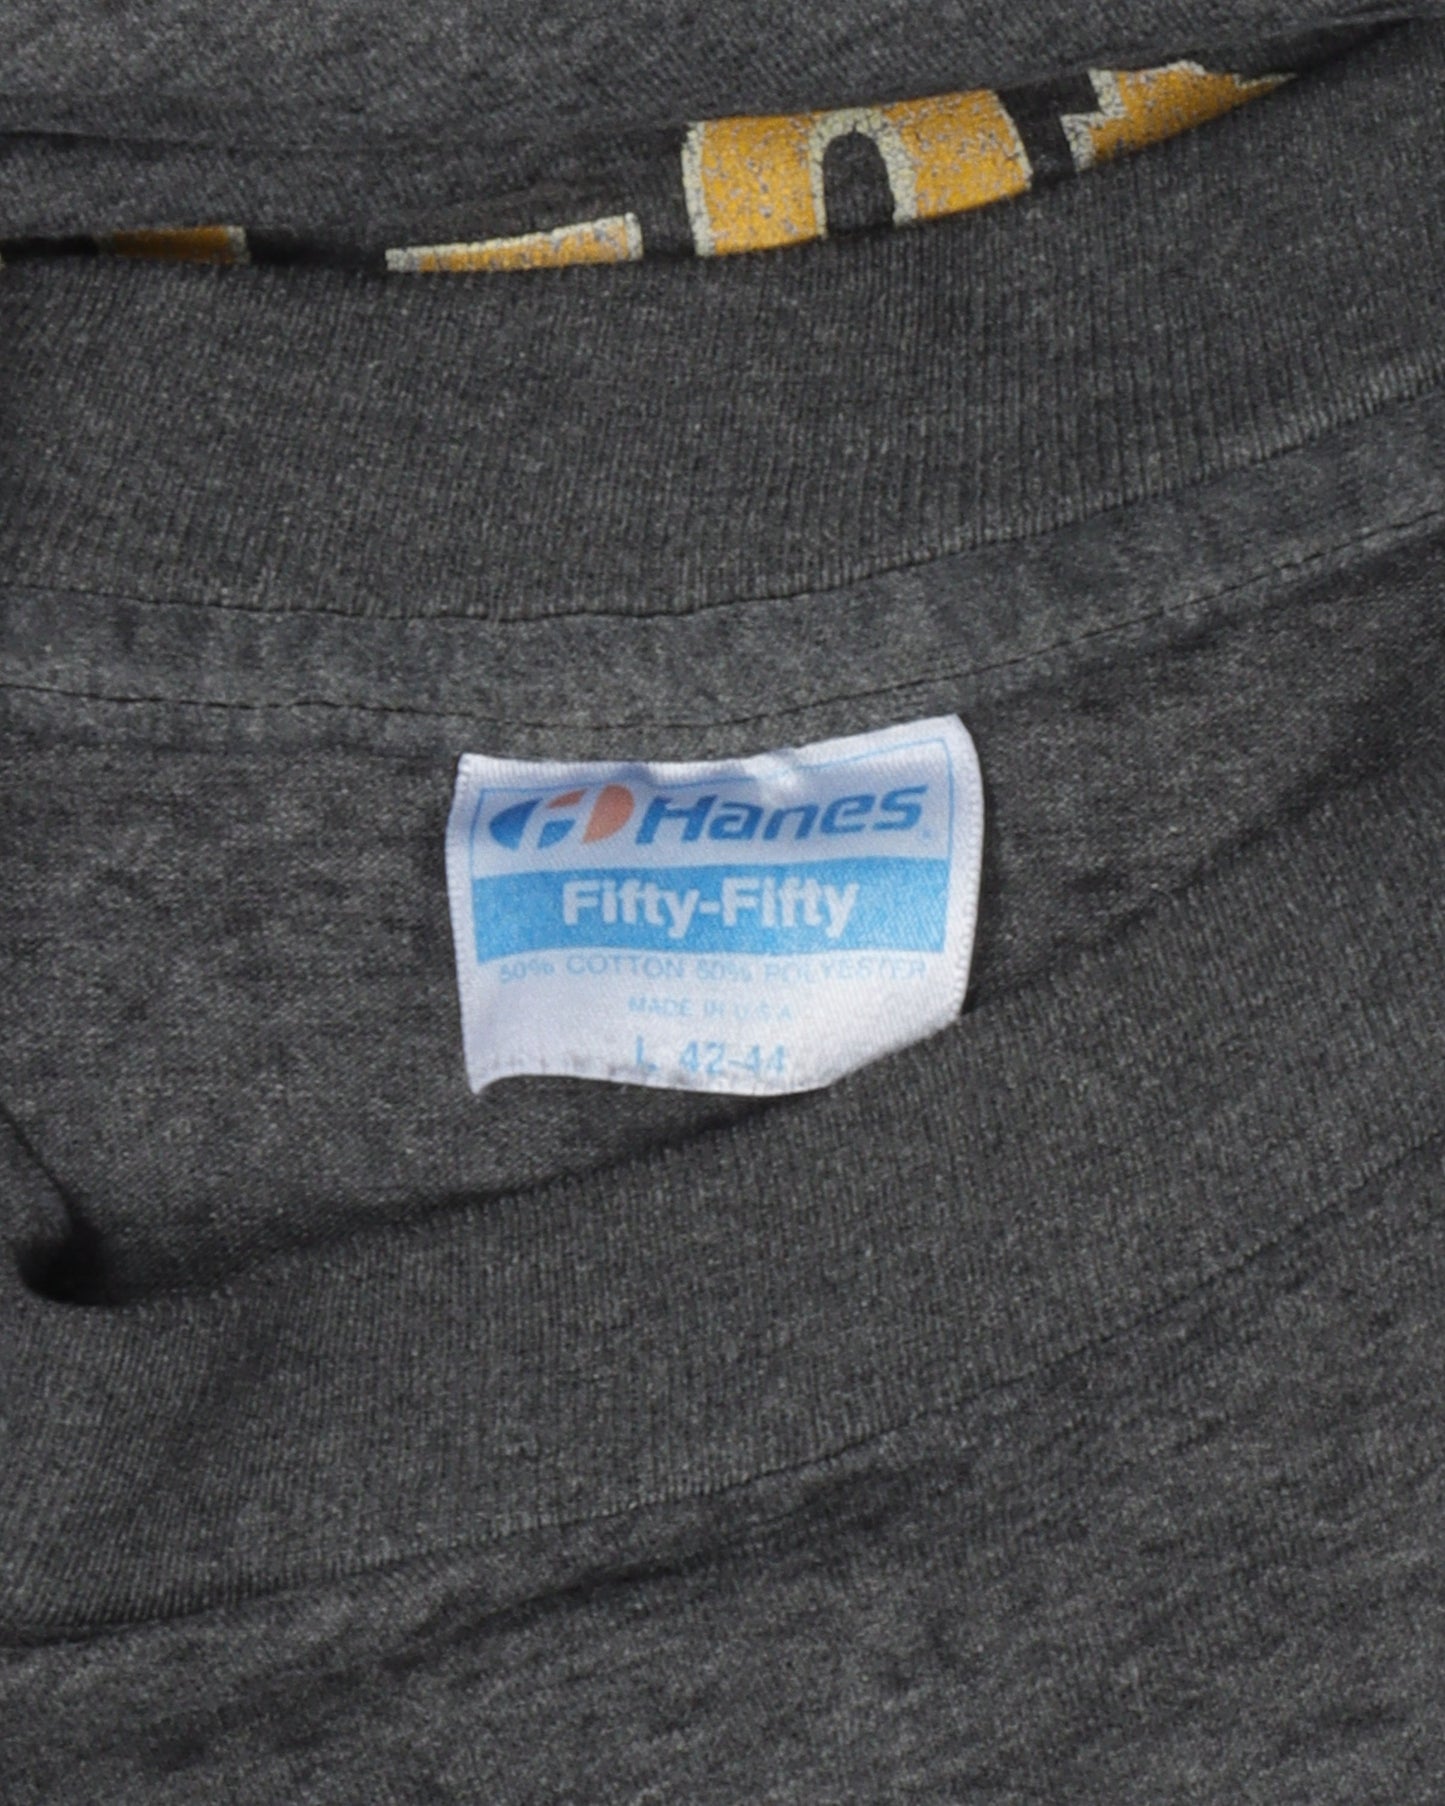 Hanes
Fifty-Fifty
50% COTTON 50% POLYESTER
MADE IN U.S.A
L 42-44